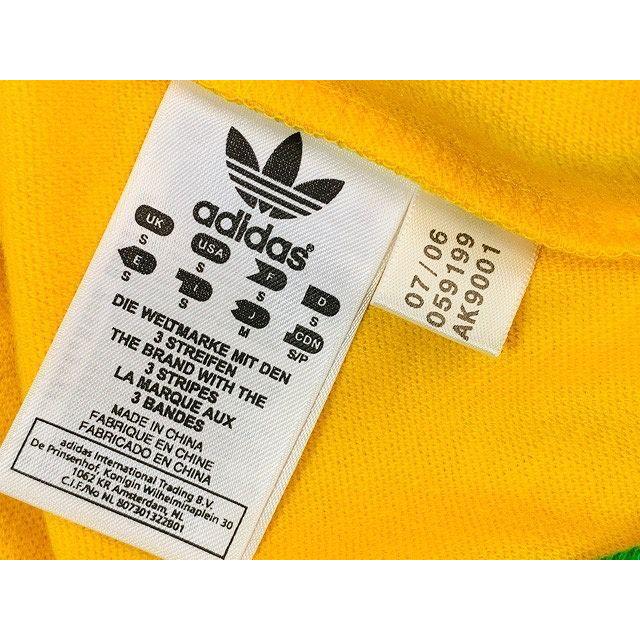 adidas®
UK USA F D
S S S S
E I J CDN
S S M S/P
DIE WELTMARKE MIT DEN
3 STREIFEN
THE BRAND WITH THE
3 STRIPES
LA MARQUE AUX
3 BANDES
MADE IN CHINA
FABRIQUE EN CHINE
FABRICADO EN CHINA
adidas International Trading B.V.
De Prinsenhof, Konigin Wilhelminaplein 30
1062 KR Amsterdam, NL
C.I.F./No NL 807301322B01
07/06
059199
AK9001